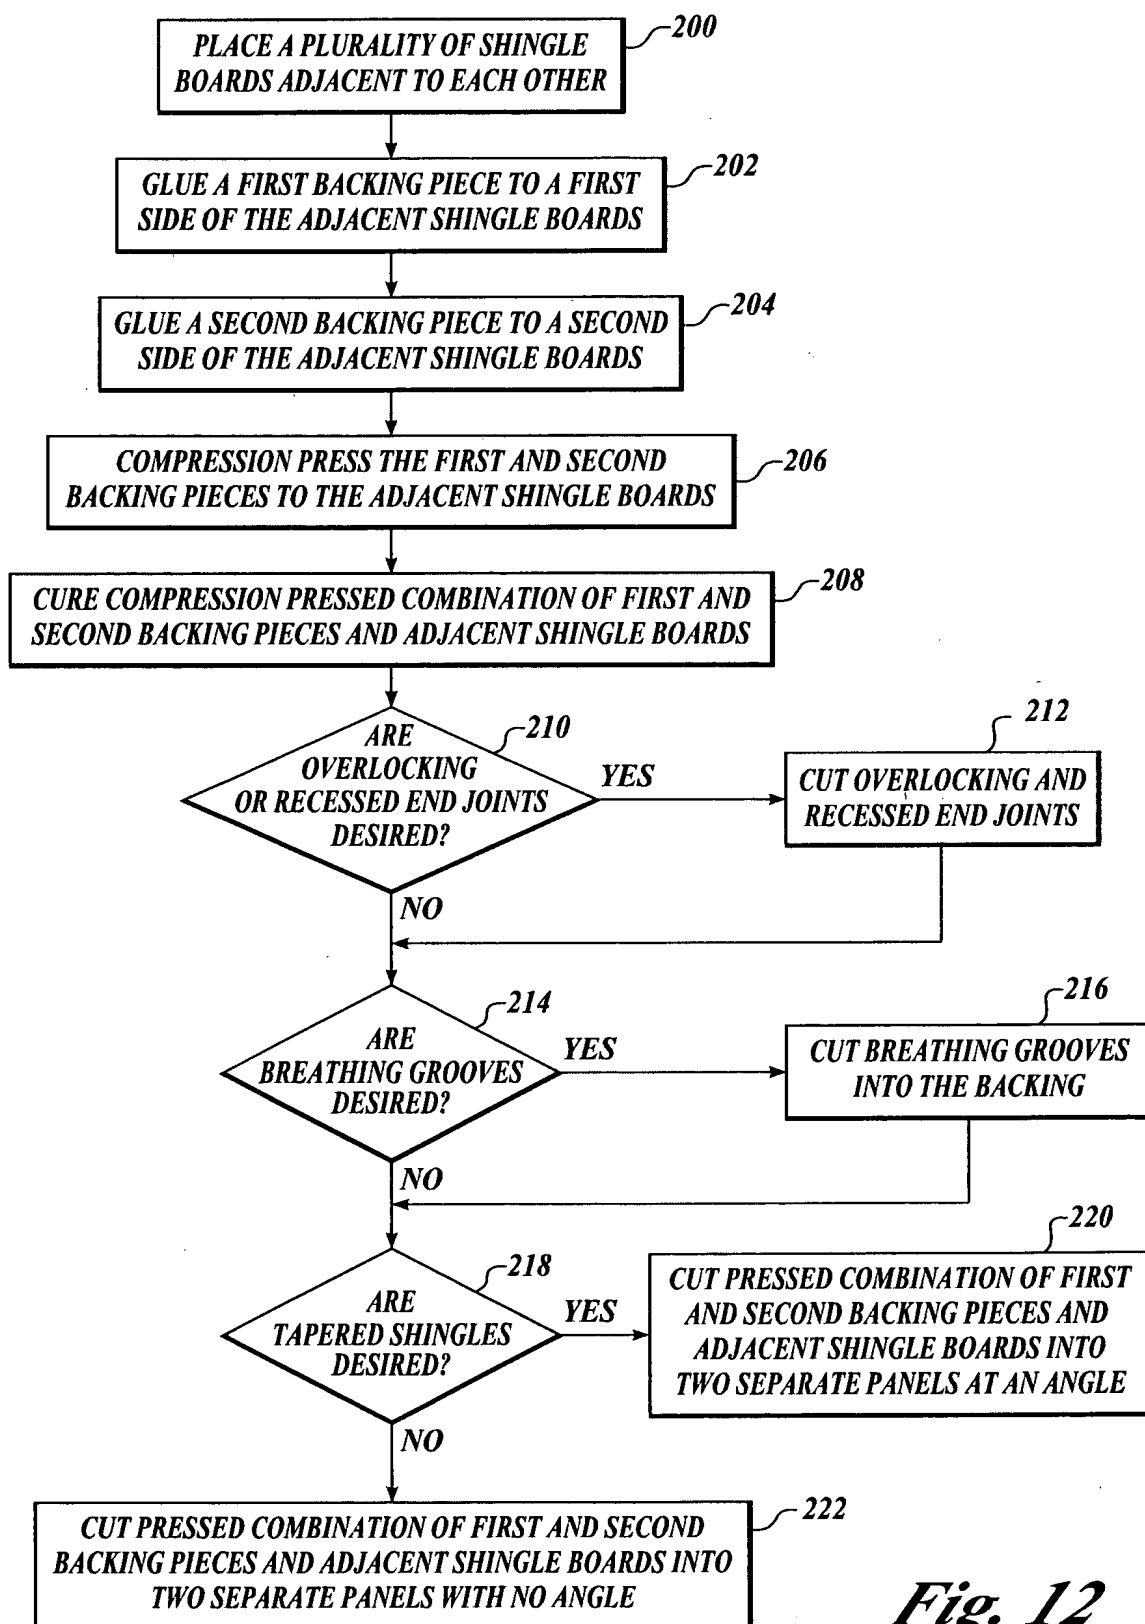 PLACE A PLURALITY OF SHINGLE
BOARDS ADJACENT TO EACH OTHER
200
GLUE A FIRST BACKING PIECE TO A FIRST
SIDE OF THE ADJACENT SHINGLE BOARDS
202
GLUE A SECOND BACKING PIECE TO A SECOND
SIDE OF THE ADJACENT SHINGLE BOARDS
204
COMPRESSION PRESS THE FIRST AND SECOND
BACKING PIECES TO THE ADJACENT SHINGLE BOARDS
206
CURE COMPRESSION PRESSED COMBINATION OF FIRST AND
SECOND BACKING PIECES AND ADJACENT SHINGLE BOARDS
208
ARE
OVERLOCKING
OR RECESSED END JOINTS
DESIRED?
210
YES
CUT OVERLOCKING AND
RECESSED END JOINTS
212
NO
ARE
BREATHING GROOVES
DESIRED?
214
YES
CUT BREATHING GROOVES
INTO THE BACKING
216
NO
ARE
TAPERED SHINGLES
DESIRED?
218
YES
CUT PRESSED COMBINATION OF FIRST
AND SECOND BACKING PIECES AND
ADJACENT SHINGLE BOARDS INTO
TWO SEPARATE PANELS AT AN ANGLE
220
NO
CUT PRESSED COMBINATION OF FIRST AND SECOND
BACKING PIECES AND ADJACENT SHINGLE BOARDS INTO
TWO SEPARATE PANELS WITH NO ANGLE
222
Fig. 12